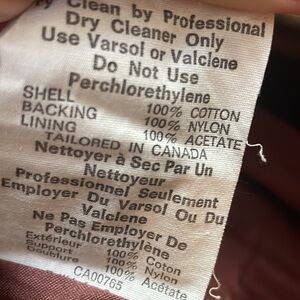 Dry Clean by Professional
Dry Cleaner Only
Use Varsol or Valclene
Do Not Use
Perchlorethylene
SHELL 100% COTTON
BACKING 100% NYLON
LINING 100% ACETATE
TAILORED IN CANADA
Nettoyer à Sec Par Un
Nettoyeur
Professionnel Seulement
Employer Du Varsol Ou Du
Valclene
Ne Pas Employer De
Perchlorethylène
Extérieur 100% Coton
Support 100% Nylon
Doublure 100% Acétate
CA00765